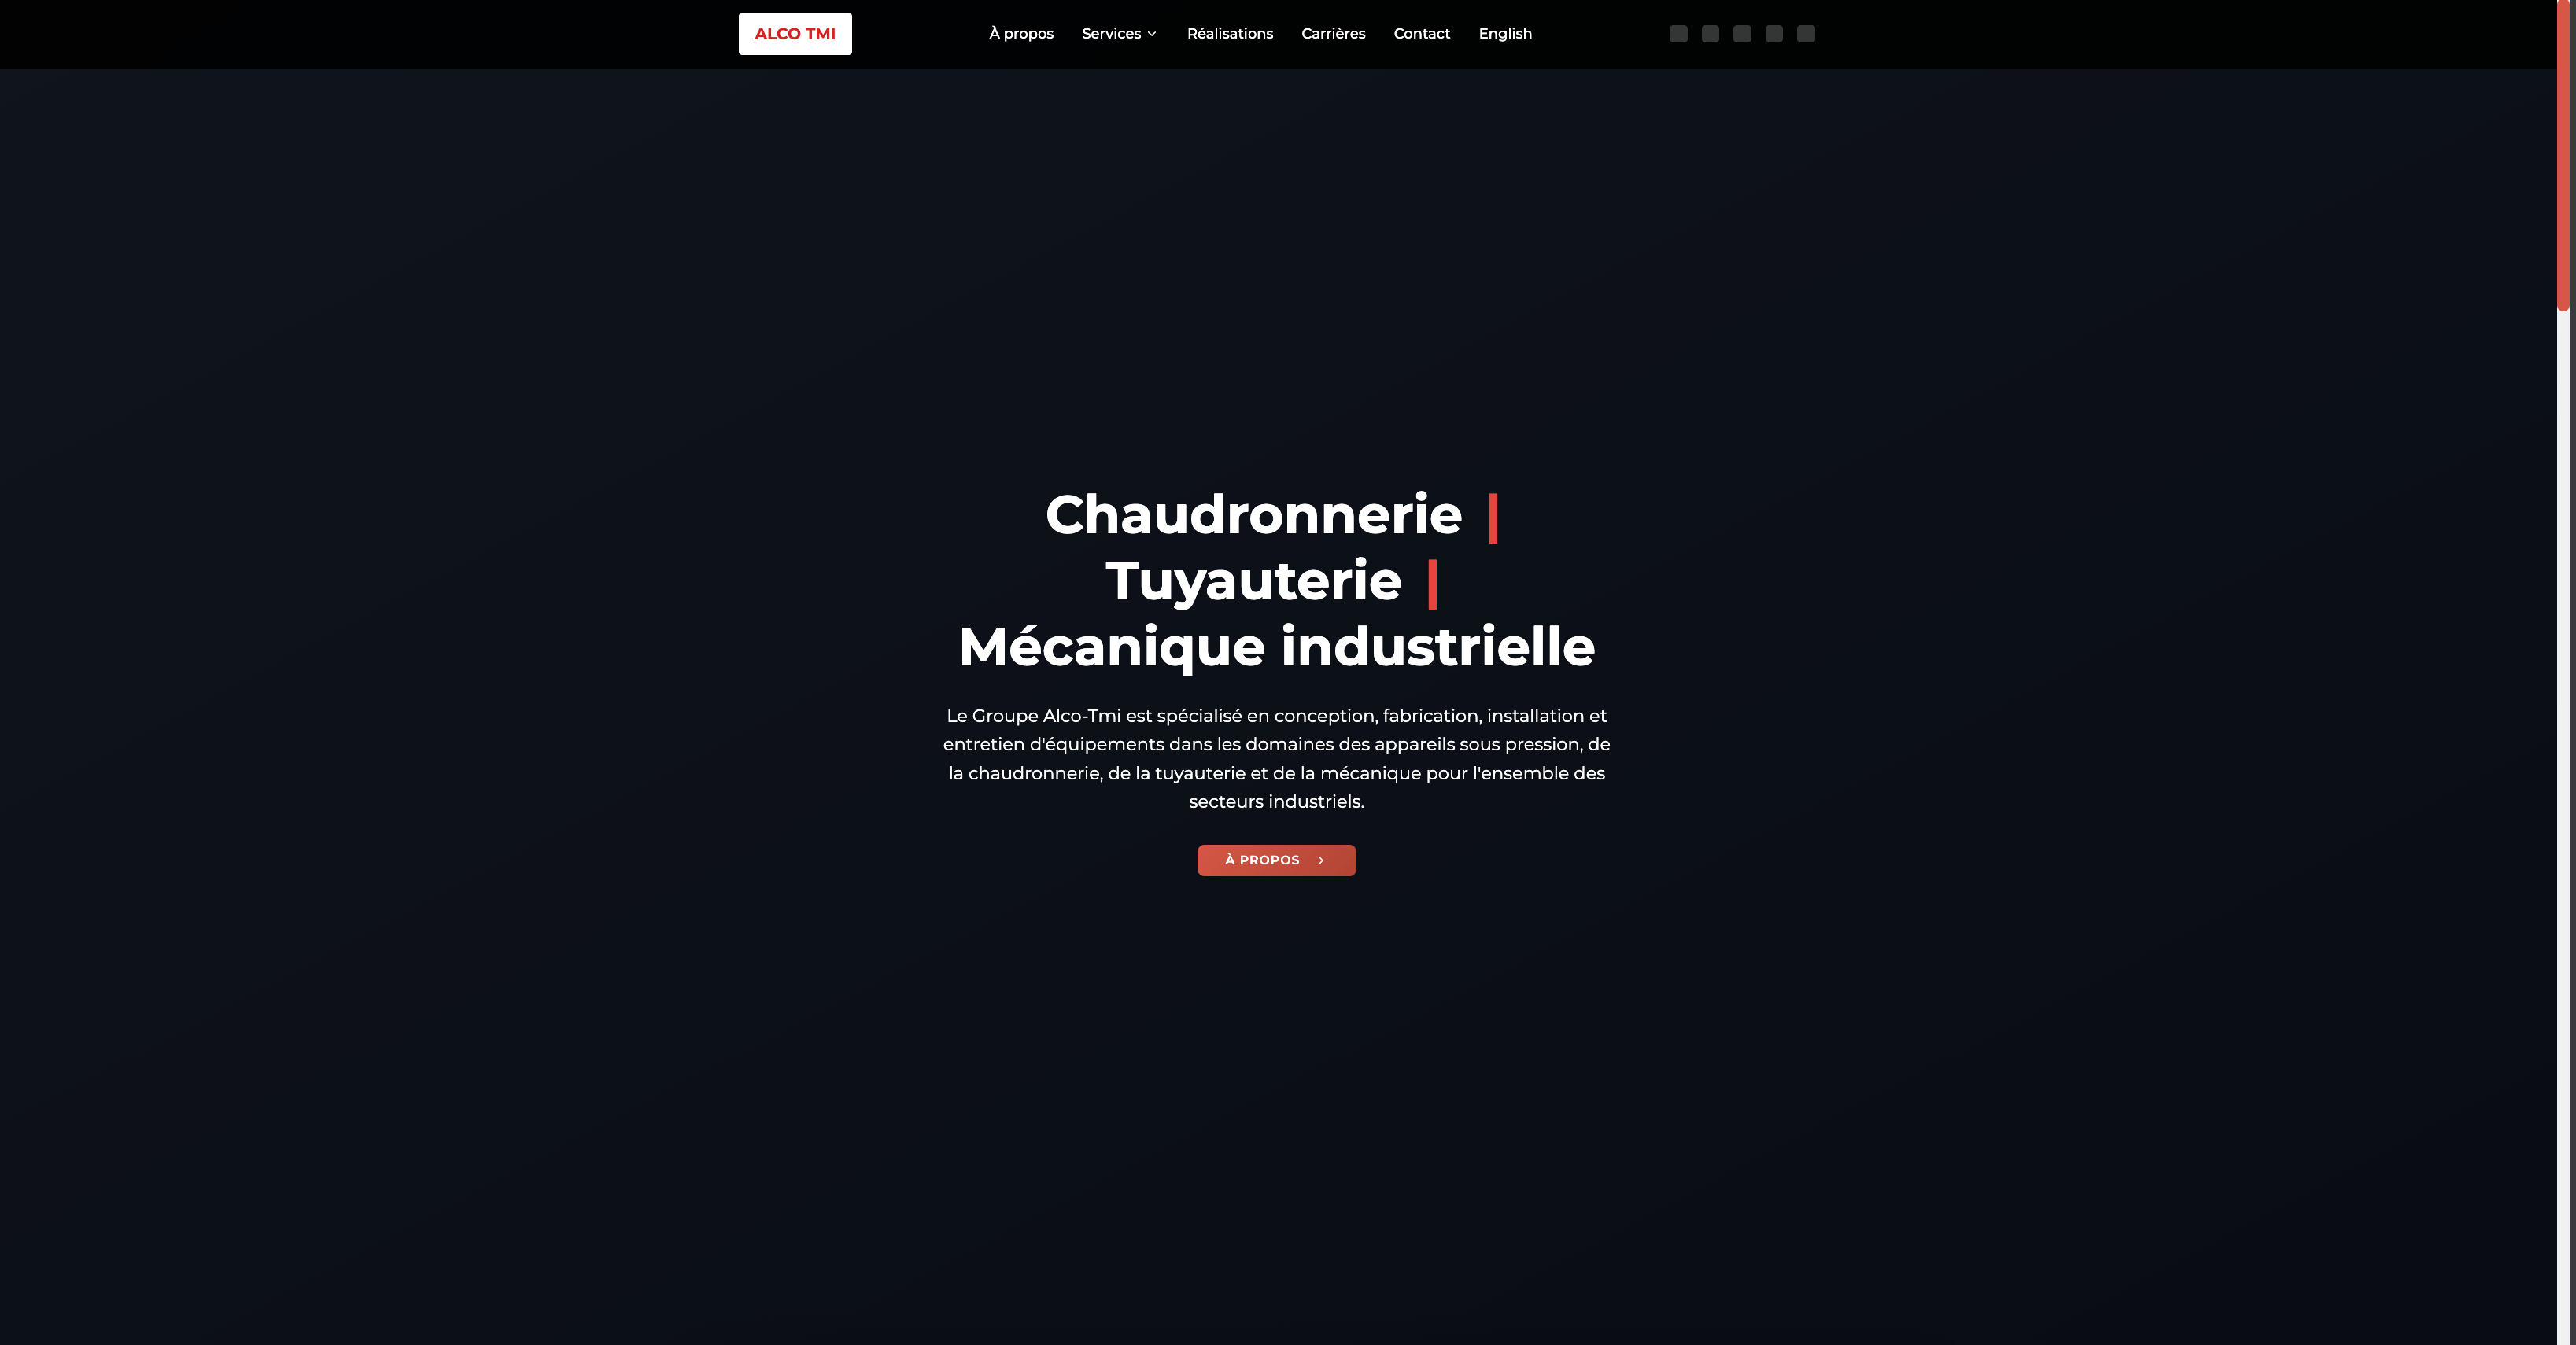 ALCO TMI
À propos Services Réalisations Carrières Contact English
Chaudronnerie |
Tuyauterie |
Mécanique industrielle
Le Groupe Alco-Tmi est spécialisé en conception, fabrication, installation et
entretien d'équipements dans les domaines des appareils sous pression, de
la chaudronnerie, de la tuyauterie et de la mécanique pour l'ensemble des
secteurs industriels.
À PROPOS